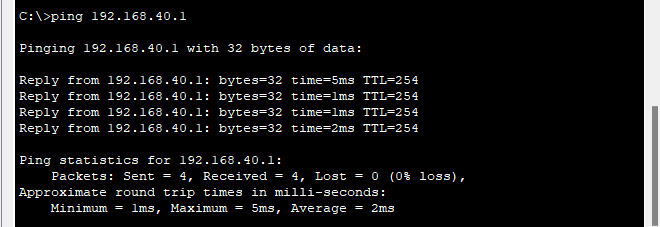 C:\>ping 192.168.40.1
Pinging 192.168.40.1 with 32 bytes of data:
Reply from 192.168.40.1: bytes=32 time=5ms TTL=254
Reply from 192.168.40.1: bytes=32 time=1ms TTL=254
Reply from 192.168.40.1: bytes=32 time=1ms TTL=254
Reply from 192.168.40.1: bytes=32 time=2ms TTL=254
Ping statistics for 192.168.40.1:
Packets: Sent = 4, Received = 4, Lost = 0 (0% loss),
Approximate round trip times in milli-seconds:
Minimum = 1ms, Maximum = 5ms, Average = 2ms